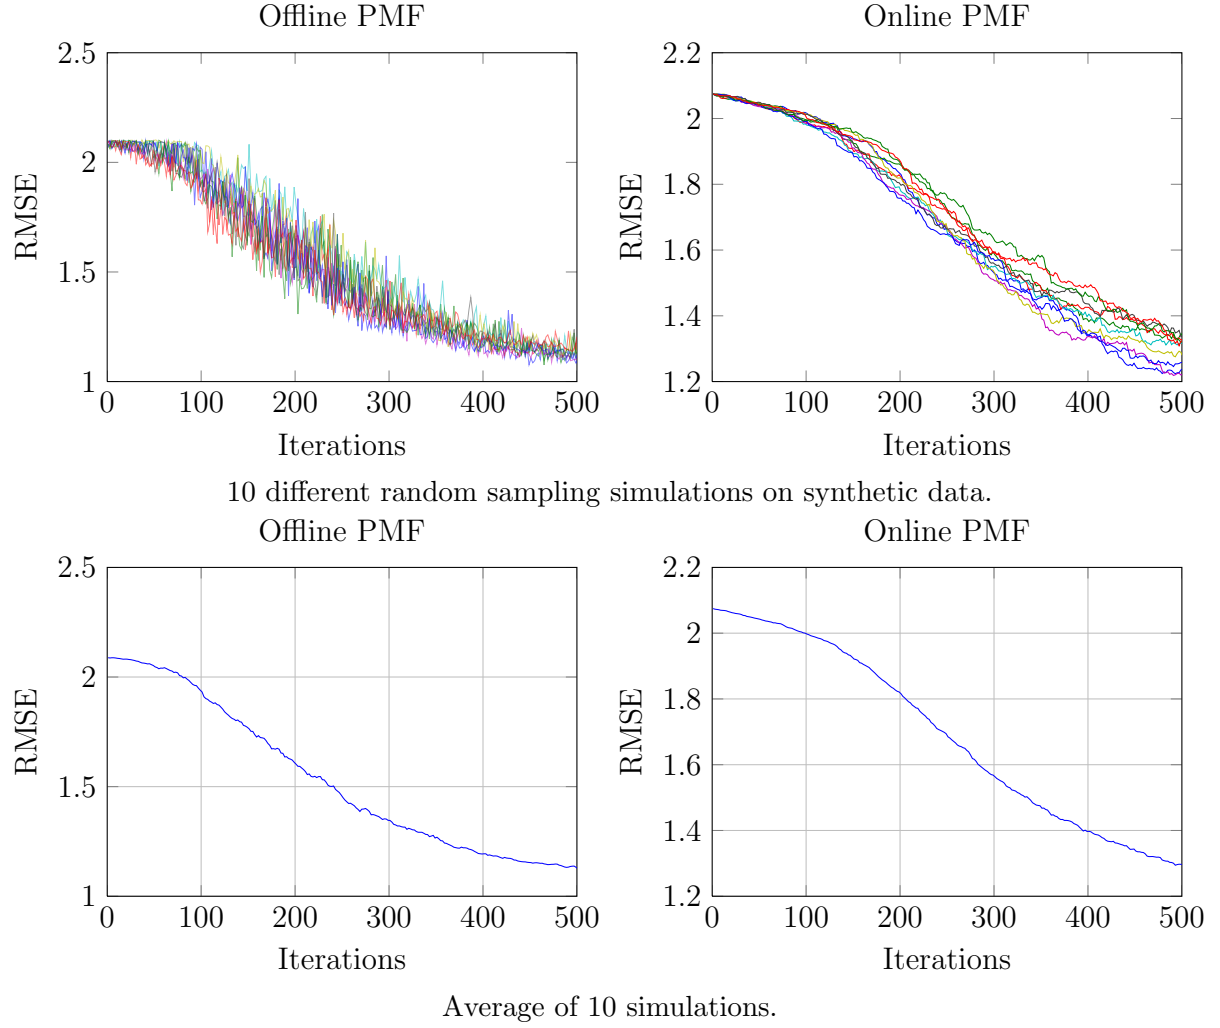 Offline PMF
Online PMF
2.5
2
1.5
1
RMSE
0 100 200 300 400 500
Iterations
2.2
2
1.8
1.6
1.4
1.2
RMSE
0 100 200 300 400 500
Iterations
10 different random sampling simulations on synthetic data.
Offline PMF
Online PMF
2.5
2
1.5
1
RMSE
0 100 200 300 400 500
Iterations
2.2
2
1.8
1.6
1.4
1.2
RMSE
0 100 200 300 400 500
Iterations
Average of 10 simulations.